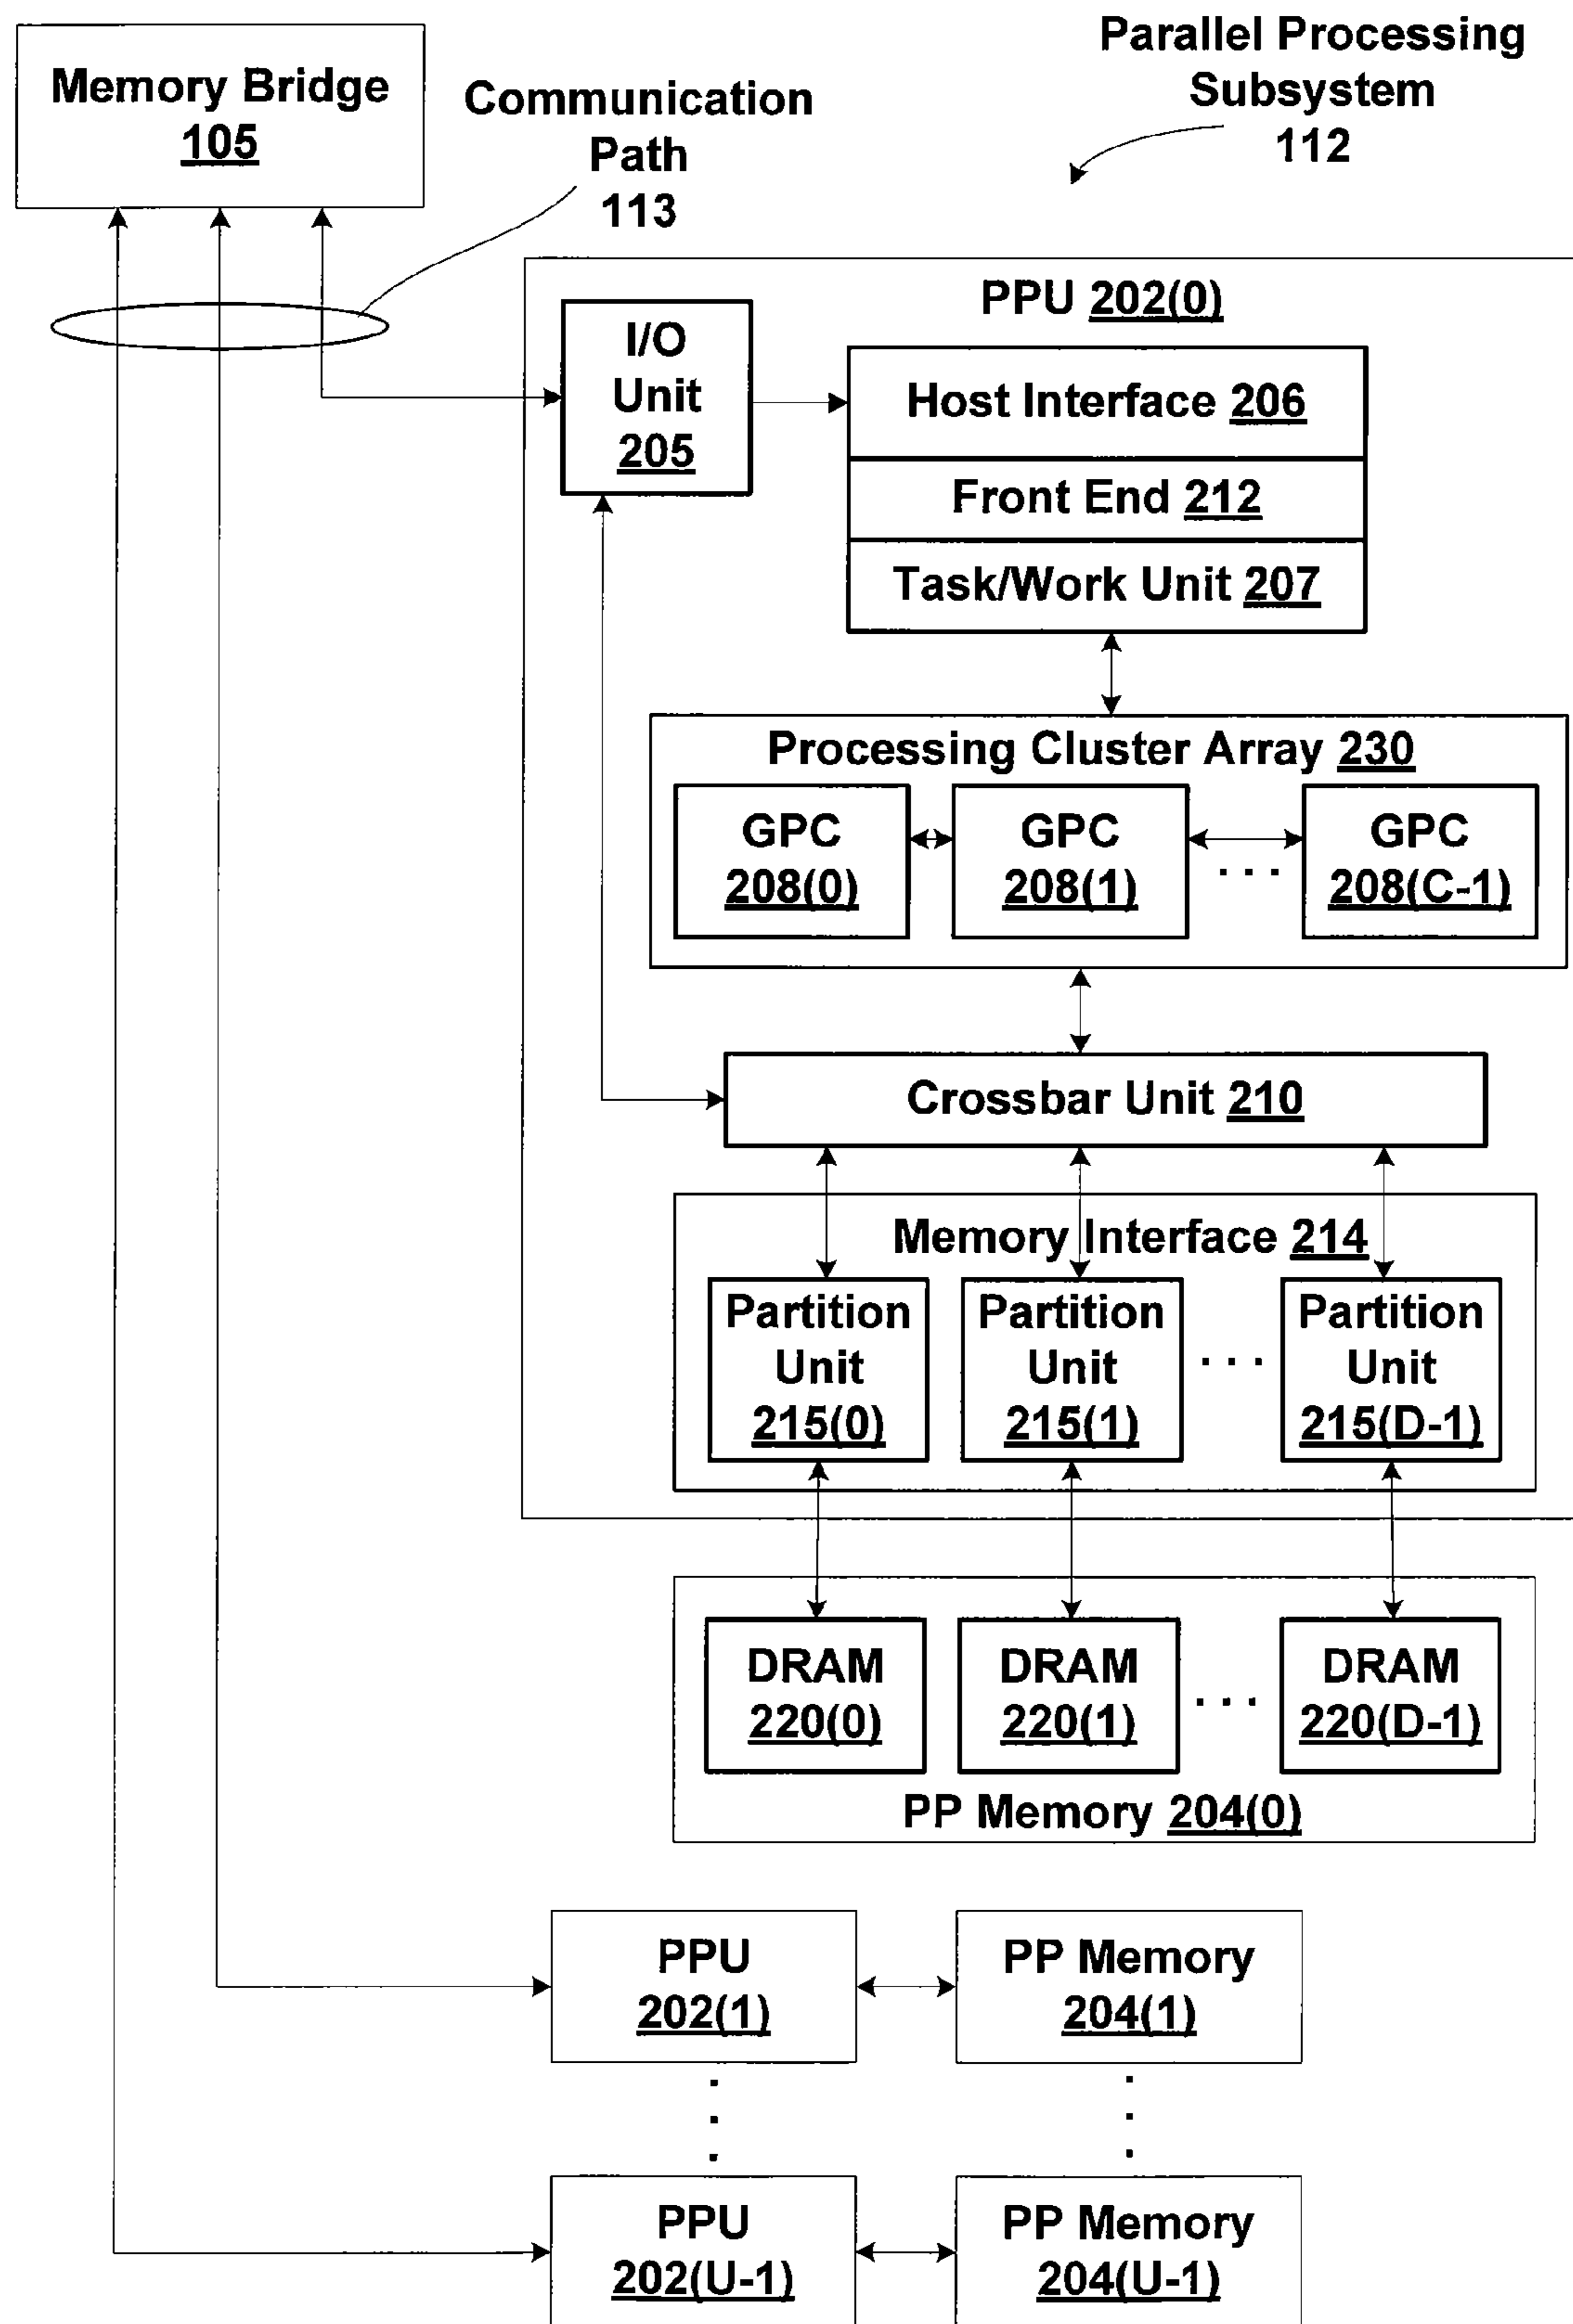 Memory Bridge
105
Communication
Path
113
Parallel Processing
Subsystem
112
PPU 202(0)
I/O
Unit
205
Host Interface 206
Front End 212
Task/Work Unit 207
Processing Cluster Array 230
GPC
208(0)
GPC
208(1)
. . .
GPC
208(C-1)
Crossbar Unit 210
Memory Interface 214
Partition
Unit
215(0)
Partition
Unit
215(1)
. . .
Partition
Unit
215(D-1)
DRAM
220(0)
DRAM
220(1)
. . .
DRAM
220(D-1)
PP Memory 204(0)
PPU
202(1)
PP Memory
204(1)
PPU
202(U-1)
PP Memory
204(U-1)